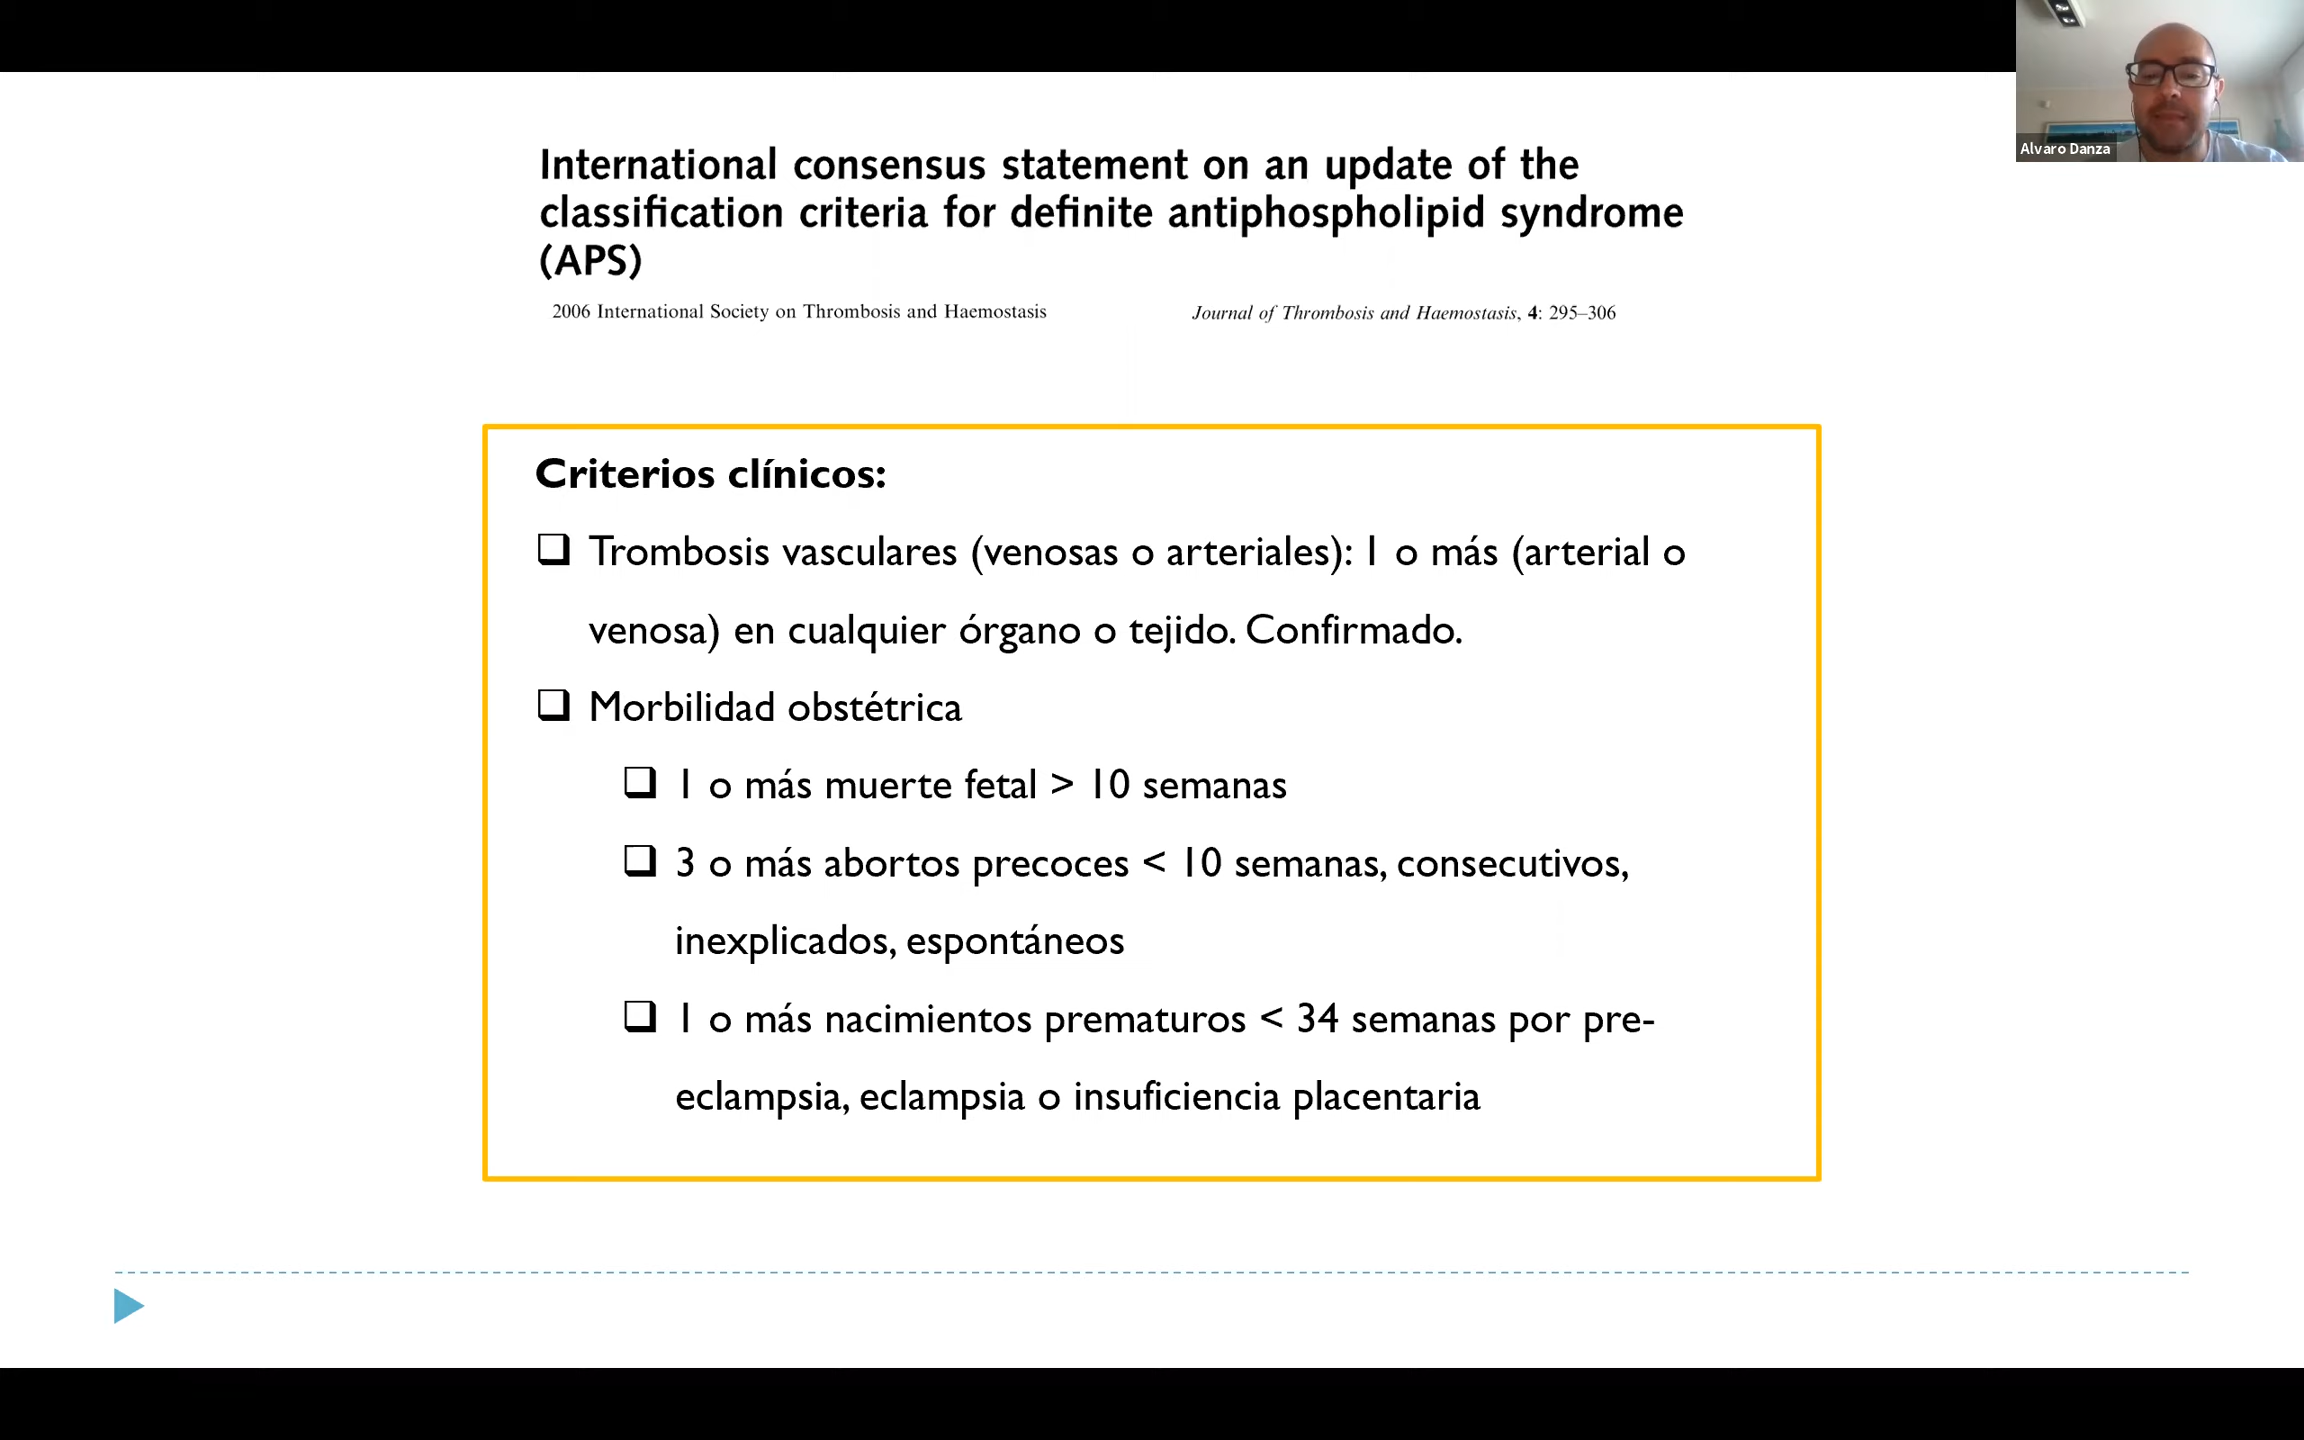 Alvaro Danza
International consensus statement on an update of the
classification criteria for definite antiphospholipid syndrome
(APS)
2006 International Society on Thrombosis and Haemostasis
Journal of Thrombosis and Haemostasis, 4: 295–306
Criterios clínicos:
Trombosis vasculares (venosas o arteriales): 1 o más (arterial o
venosa) en cualquier órgano o tejido. Confirmado.
Morbilidad obstétrica
1 o más muerte fetal > 10 semanas
3 o más abortos precoces < 10 semanas, consecutivos,
inexplicados, espontáneos
1 o más nacimientos prematuros < 34 semanas por pre-
eclampsia, eclampsia o insuficiencia placentaria